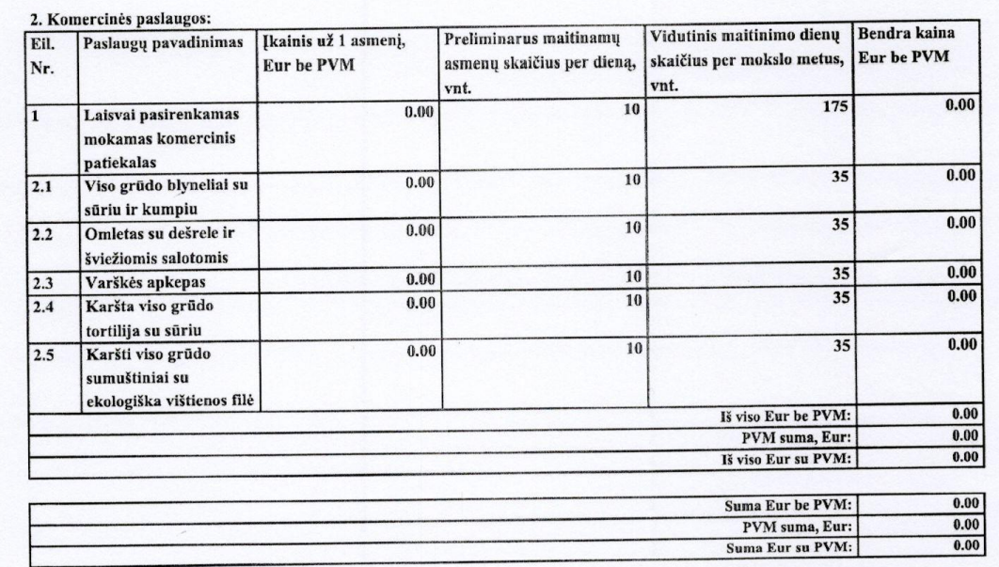 2. Komercinės paslaugos:
Eil. Nr. | Paslaugų pavadinimas | Įkainis už 1 asmenį, Eur be PVM | Preliminarus maitinamų asmenų skaičius per dieną, vnt. | Vidutinis maitinimo dienų skaičius per mokslo metus, vnt. | Bendra kaina Eur be PVM
1 | Laisvai pasirenkamas mokamas komercinis patiekalas | 0.00 | 10 | 175 | 0.00
2.1 | Viso grūdo blyneliai su sūriu ir kumpiu | 0.00 | 10 | 35 | 0.00
2.2 | Omletas su dešrele ir šviežiomis salotomis | 0.00 | 10 | 35 | 0.00
2.3 | Varškės apkepas | 0.00 | 10 | 35 | 0.00
2.4 | Karšta viso grūdo tortilija su sūriu | 0.00 | 10 | 35 | 0.00
2.5 | Karšti viso grūdo sumuštiniai su ekologiška vištienos filė | 0.00 | 10 | 35 | 0.00
Iš viso Eur be PVM: | 0.00
PVM suma, Eur: | 0.00
Iš viso Eur su PVM: | 0.00
Suma Eur be PVM: | 0.00
PVM suma, Eur: | 0.00
Suma Eur su PVM: | 0.00